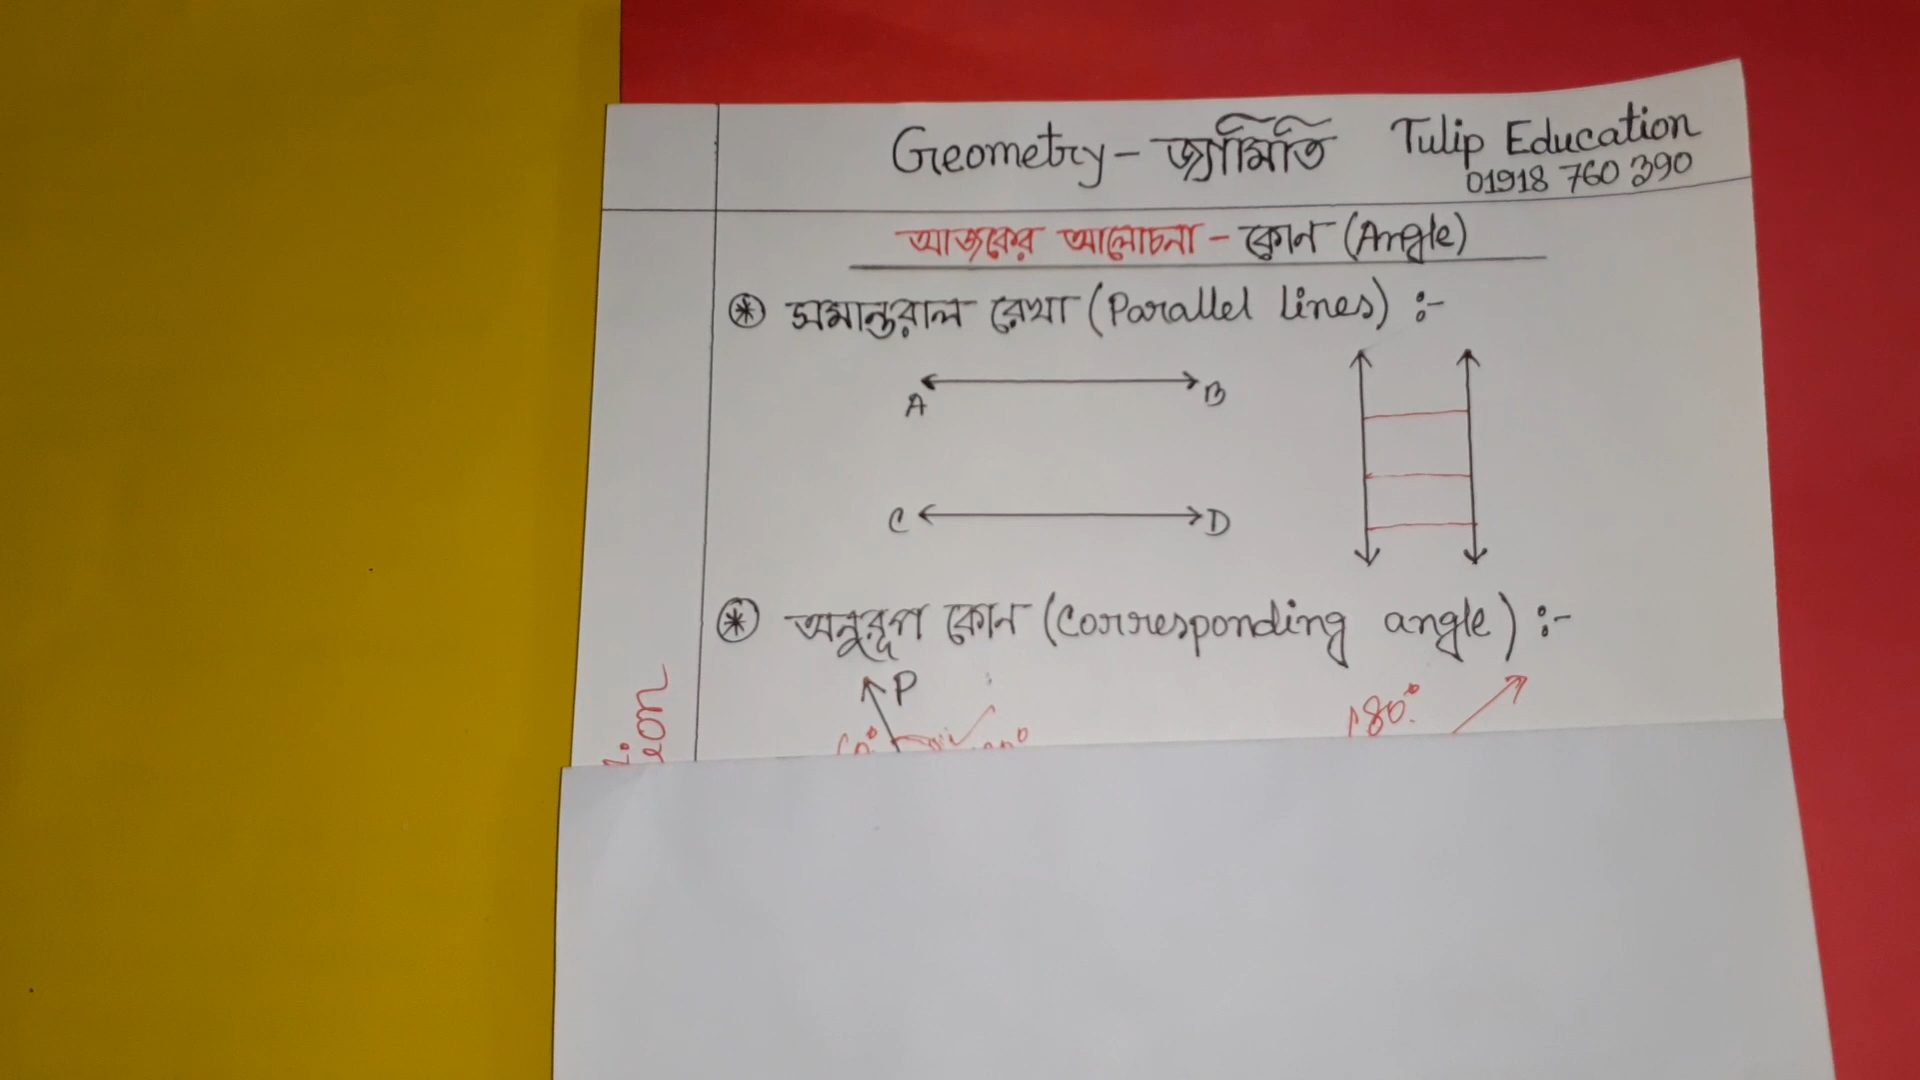 Geometry - জ্যামিতি Tulip Education
01918 760 390
আজকের আলোচনা - কোন (Angle)
⊛ সমান্তরাল রেখা (Parallel lines) :-
A B
C D
⊛ অনুরূপ কোন (Corresponding angle) :-
P
180°